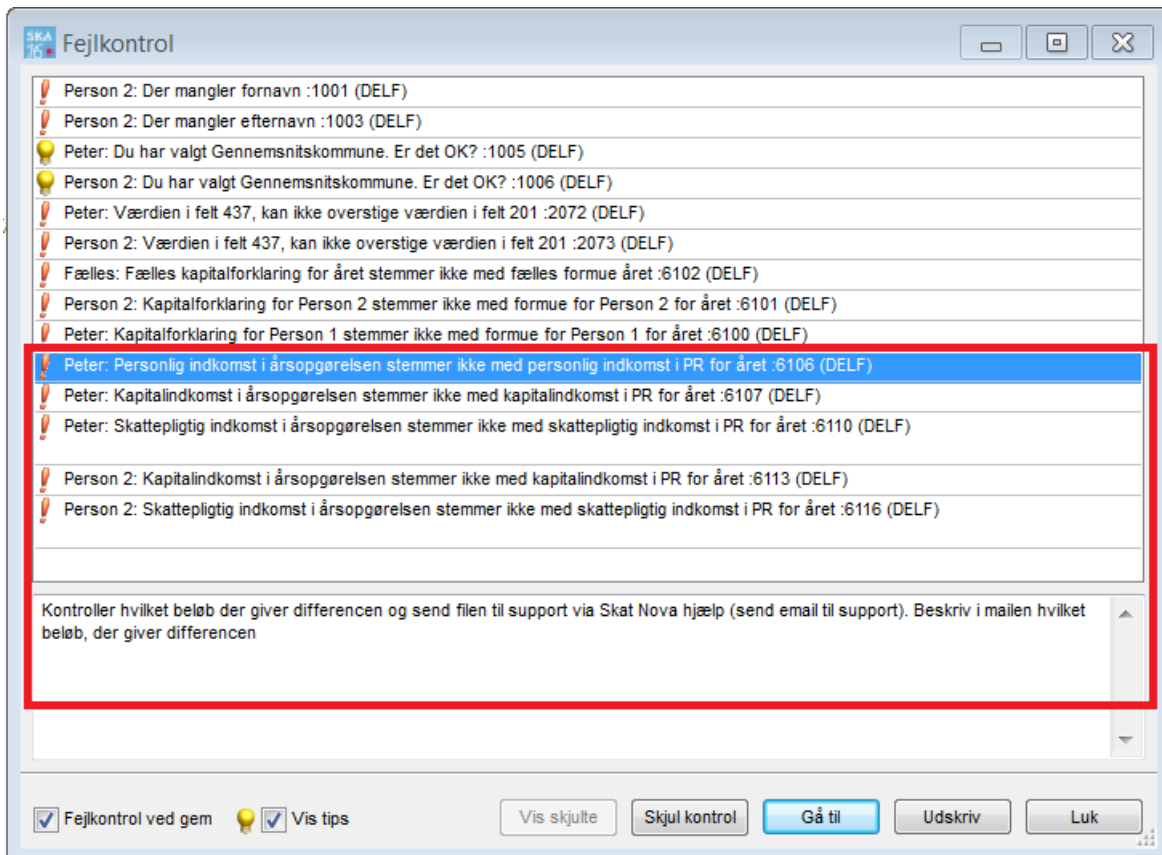 SKA
15
Fejlkontrol
Person 2: Der mangler fornavn :1001 (DELF)
Person 2: Der mangler efternavn :1003 (DELF)
Peter: Du har valgt Gennemsnitskommune. Er det OK? :1005 (DELF)
Person 2: Du har valgt Gennemsnitskommune. Er det OK? :1006 (DELF)
Peter: Værdien i felt 437, kan ikke overstige værdien i felt 201 :2072 (DELF)
Person 2: Værdien i felt 437, kan ikke overstige værdien i felt 201 :2073 (DELF)
Fælles: Fælles kapitalforklaring for året stemmer ikke med fælles formue året :6102 (DELF)
Person 2: Kapitalforklaring for Person 2 stemmer ikke med formue for Person 2 for året :6101 (DELF)
Peter: Kapitalforklaring for Person 1 stemmer ikke med formue for Person 1 for året :6100 (DELF)
Peter: Personlig indkomst i årsopgørelsen stemmer ikke med personlig indkomst i PR for året :6106 (DELF)
Peter: Kapitalindkomst i årsopgørelsen stemmer ikke med kapitalindkomst i PR for året :6107 (DELF)
Peter: Skattepligtig indkomst i årsopgørelsen stemmer ikke med skattepligtig indkomst i PR for året :6110 (DELF)
Person 2: Kapitalindkomst i årsopgørelsen stemmer ikke med kapitalindkomst i PR for året :6113 (DELF)
Person 2: Skattepligtig indkomst i årsopgørelsen stemmer ikke med skattepligtig indkomst i PR for året :6116 (DELF)
Kontroller hvilket beløb der giver differencen og send filen til support via Skat Nova hjælp (send email til support). Beskriv i mailen hvilket
beløb, der giver differencen
Fejlkontrol ved gem
Vis tips
Vis skjulte
Skjul kontrol
Gå til
Udskriv
Luk